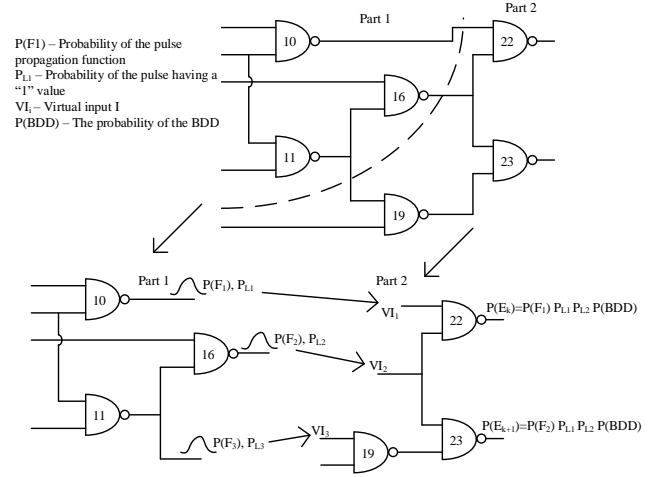 Part 1
Part 2
P(F1) – Probability of the pulse
propagation function
PL1 – Probability of the pulse having a
“1” value
VIi – Virtual input I
P(BDD) – The probability of the BDD
10
22
16
11
23
19
Part 1
P(F1), PL1
Part 2
10
VI1
22
P(Ek)=P(F1) PL1 PL2 P(BDD)
16
P(F2), PL2
VI2
11
P(F3), PL3
VI3
19
23
P(Ek+1)=P(F2) PL1 PL2 P(BDD)